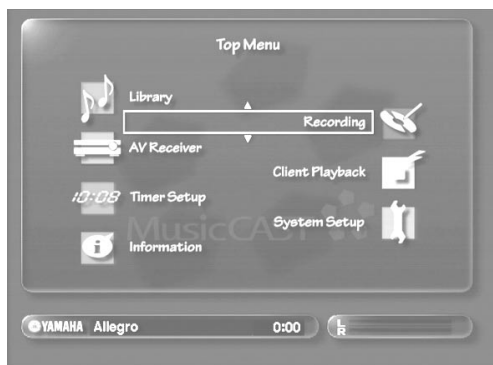 Top Menu
Library
Recording
AV Receiver
Client Playback
10:08 Timer Setup
System Setup
MusicCAST
i Information
YAMAHA Allegro 0:00 L
R